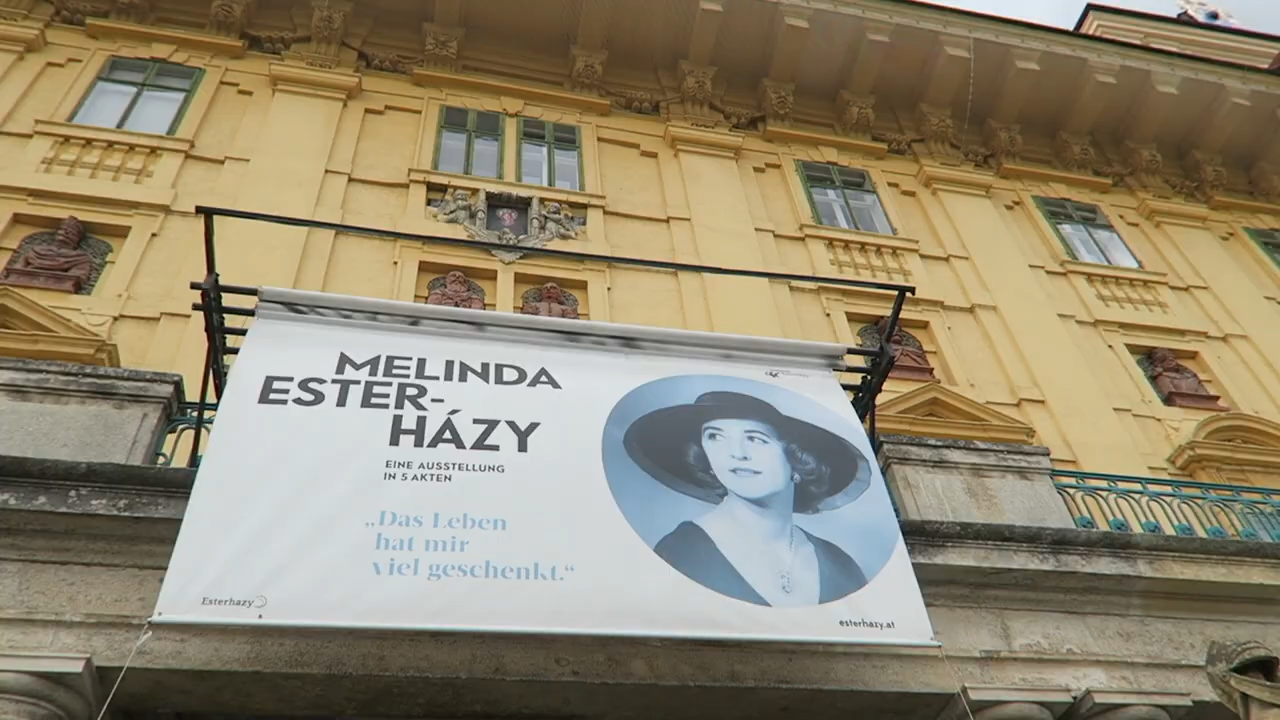 MELINDA
ESTER-
HÁZY
EINE AUSSTELLUNG
IN 5 AKTEN
„Das Leben
hat mir
viel geschenkt.“
Esterhazy
esterhazy.at